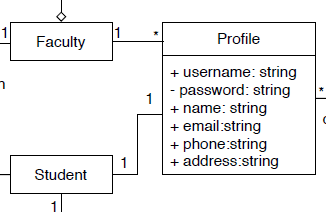 1
Faculty
1
*
Profile
+ username: string
- password: string
+ name: string
+ email:string
+ phone:string
+ address:string
1
*
1
Student
1